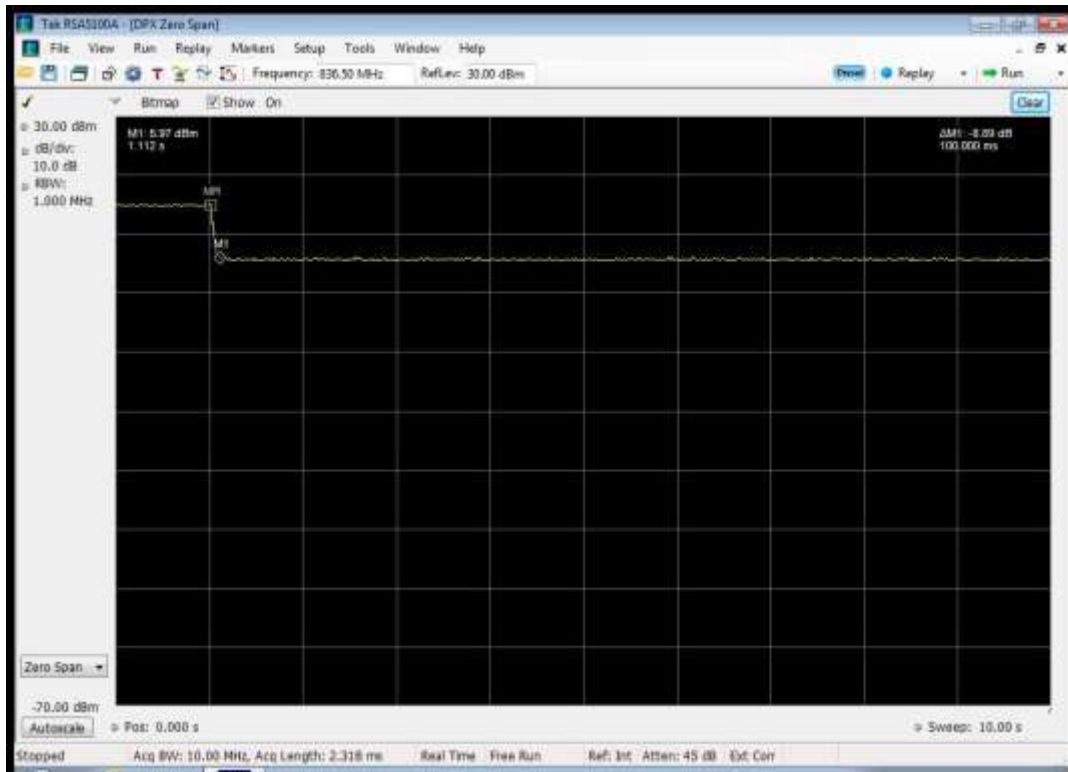 Tek RSA5100A - [DPX Zero Span]
File View Run Replay Markers Setup Tools Window Help
Frequency: 836.50 MHz RefLev: 30.00 dBm Preset Replay Run
Bitmap Show On Clear
30.00 dBm
dB/div:
10.0 dB
RBW:
1.000 MHz
M1: 5.97 dBm
1.112 s
ΔM1: -8.89 dB
100.000 ms
MR
M1
Zero Span
-70.00 dBm
Autoscale Pos: 0.000 s Sweep: 10.00 s
Stopped Acq BW: 10.00 MHz, Acq Length: 2.316 ms Real Time Free Run Ref: Int Atten: 45 dB Ext Corr